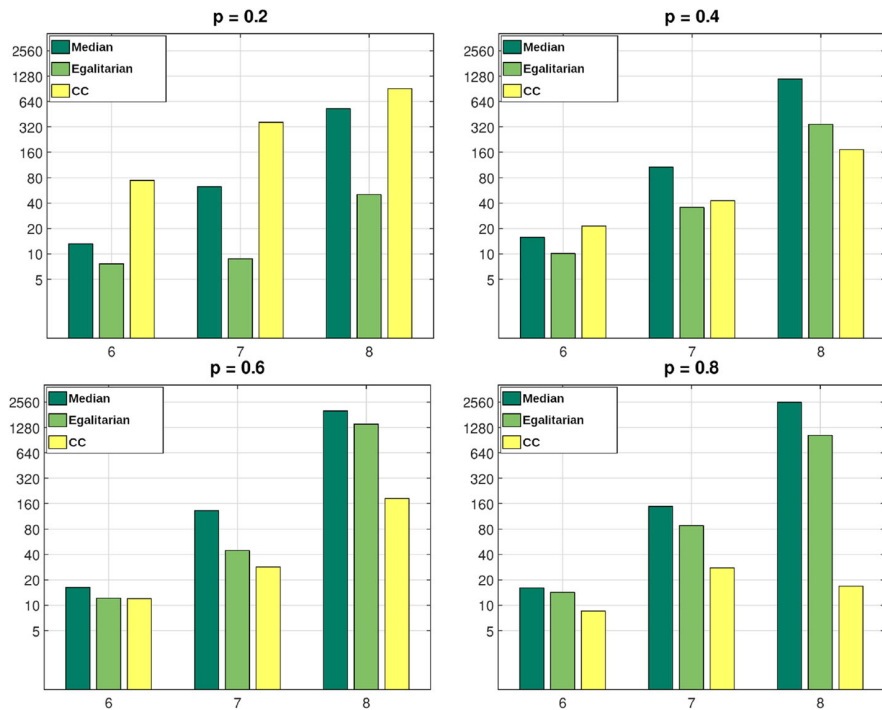 p = 0.2
2560
1280
640
320
160
80
40
20
10
5
Median
Egalitarian
CC
6 7 8
p = 0.4
2560
1280
640
320
160
80
40
20
10
5
Median
Egalitarian
CC
6 7 8
p = 0.6
2560
1280
640
320
160
80
40
20
10
5
Median
Egalitarian
CC
6 7 8
p = 0.8
2560
1280
640
320
160
80
40
20
10
5
Median
Egalitarian
CC
6 7 8